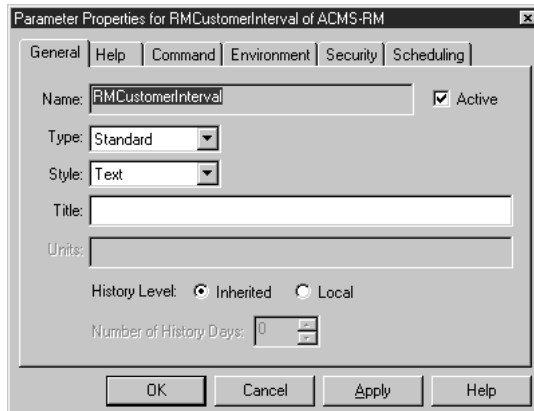 Parameter Properties for RMCustomerInterval of ACMS-RM
General Help Command Environment Security Scheduling
Name: RMCustomerInterval Active
Type: Standard
Style: Text
Title:
Units:
History Level: Inherited Local
Number of History Days: 0
OK Cancel Apply Help